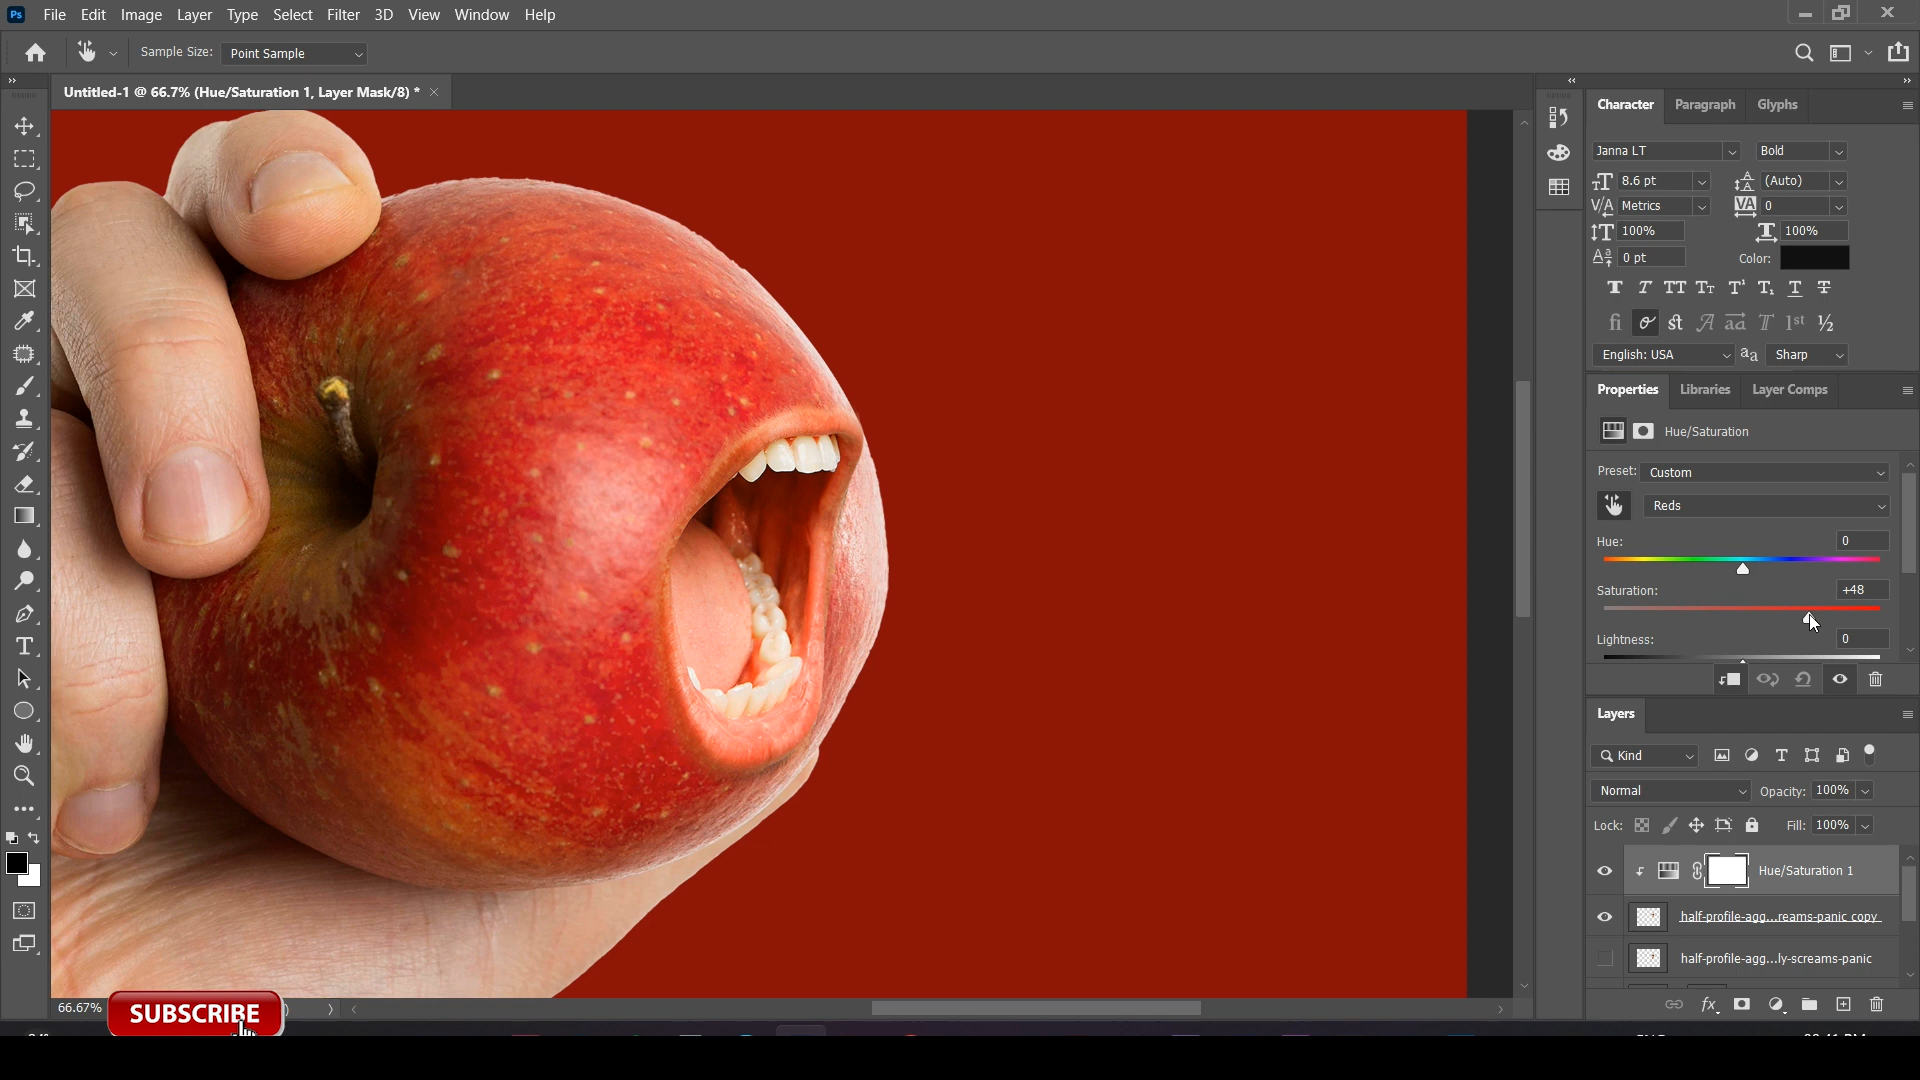 Ps File Edit Image Layer Type Select Filter 3D View Window Help
Sample Size: Point Sample
Untitled-1 @ 66.7% (Hue/Saturation 1, Layer Mask/8) *
Character Paragraph Glyphs
Janna LT Bold
8.6 pt (Auto)
Metrics 0
100% 100%
0 pt Color:
English: USA Sharp
Properties Libraries Layer Comps
Hue/Saturation
Preset: Custom
Reds
Hue: 0
Saturation: +48
Lightness: 0
Layers
Kind
Normal Opacity: 100%
Lock: Fill: 100%
Hue/Saturation 1
half-profile-agg...reams-panic copy
half-profile-agg...ly-screams-panic
66.67%
SUBSCRIBE